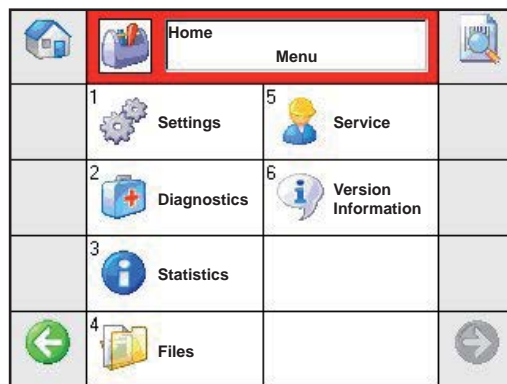 Home
Menu
1
Settings
2
Diagnostics
3
Statistics
4
Files
5
Service
6
Version
Information